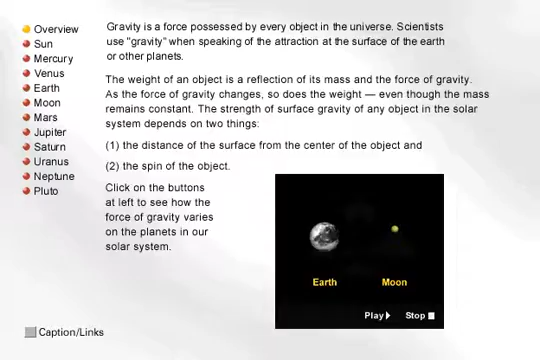 Overview
Sun
Mercury
Venus
Earth
Moon
Mars
Jupiter
Saturn
Uranus
Neptune
Pluto
Gravity is a force possessed by every object in the universe. Scientists
use "gravity" when speaking of the attraction at the surface of the earth
or other planets.
The weight of an object is a reflection of its mass and the force of gravity.
As the force of gravity changes, so does the weight — even though the mass
remains constant. The strength of surface gravity of any object in the solar
system depends on two things:
(1) the distance of the surface from the center of the object and
(2) the spin of the object.
Click on the buttons
at left to see how the
force of gravity varies
on the planets in our
solar system.
Earth Moon
Play Stop
Caption/Links